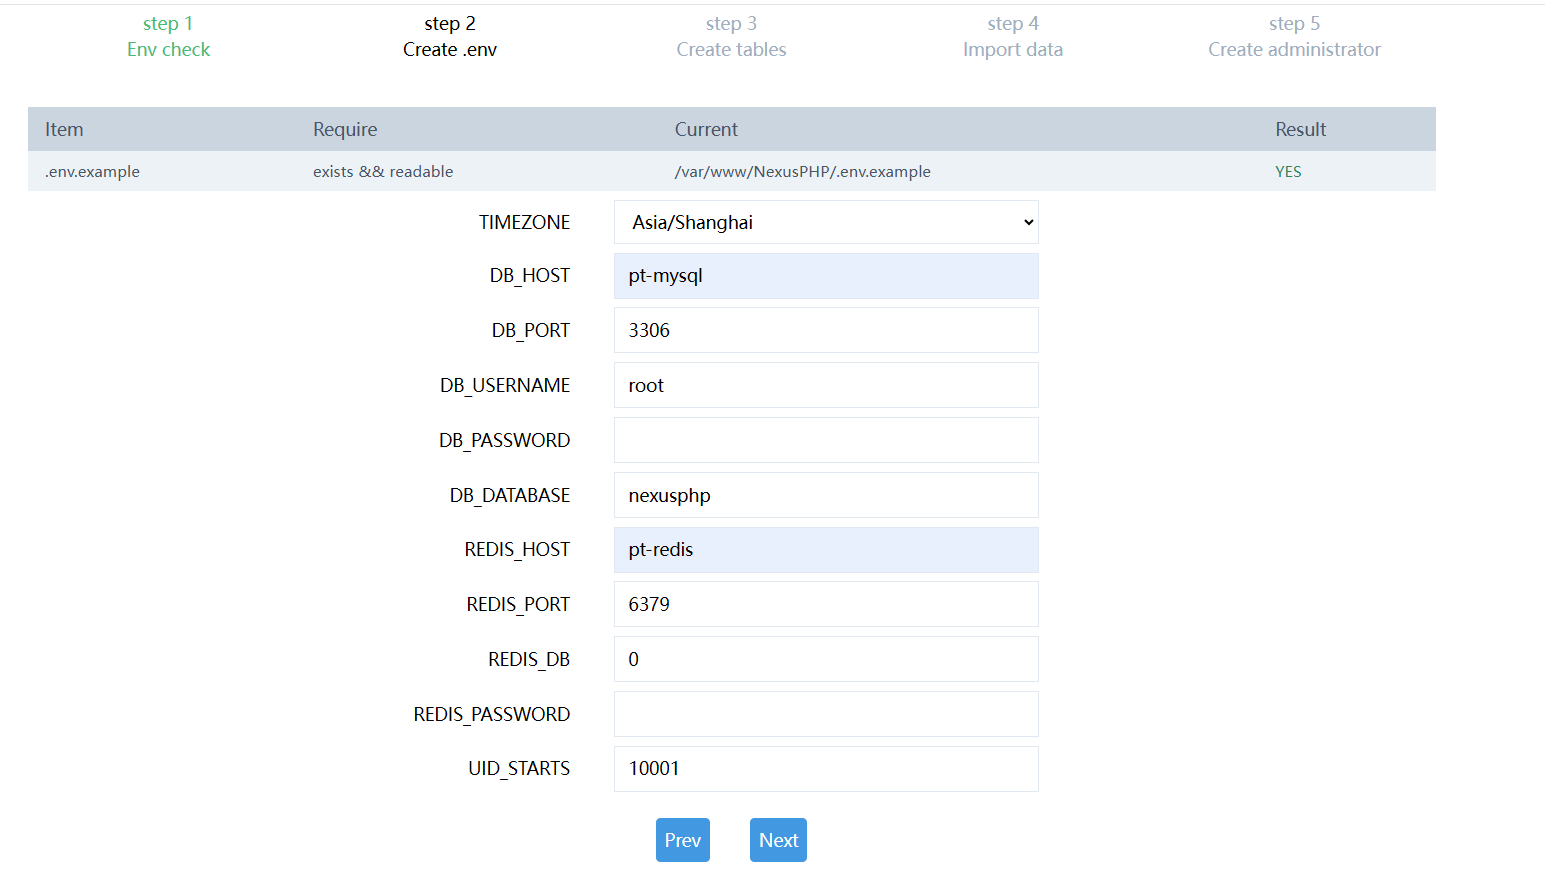 step 1 step 2 step 3 step 4 step 5
Env check Create .env Create tables Import data Create administrator
Item Require Current Result
.env.example exists && readable /var/www/NexusPHP/.env.example YES
TIMEZONE Asia/Shanghai
DB_HOST pt-mysql
DB_PORT 3306
DB_USERNAME root
DB_PASSWORD
DB_DATABASE nexusphp
REDIS_HOST pt-redis
REDIS_PORT 6379
REDIS_DB 0
REDIS_PASSWORD
UID_STARTS 10001
Prev Next